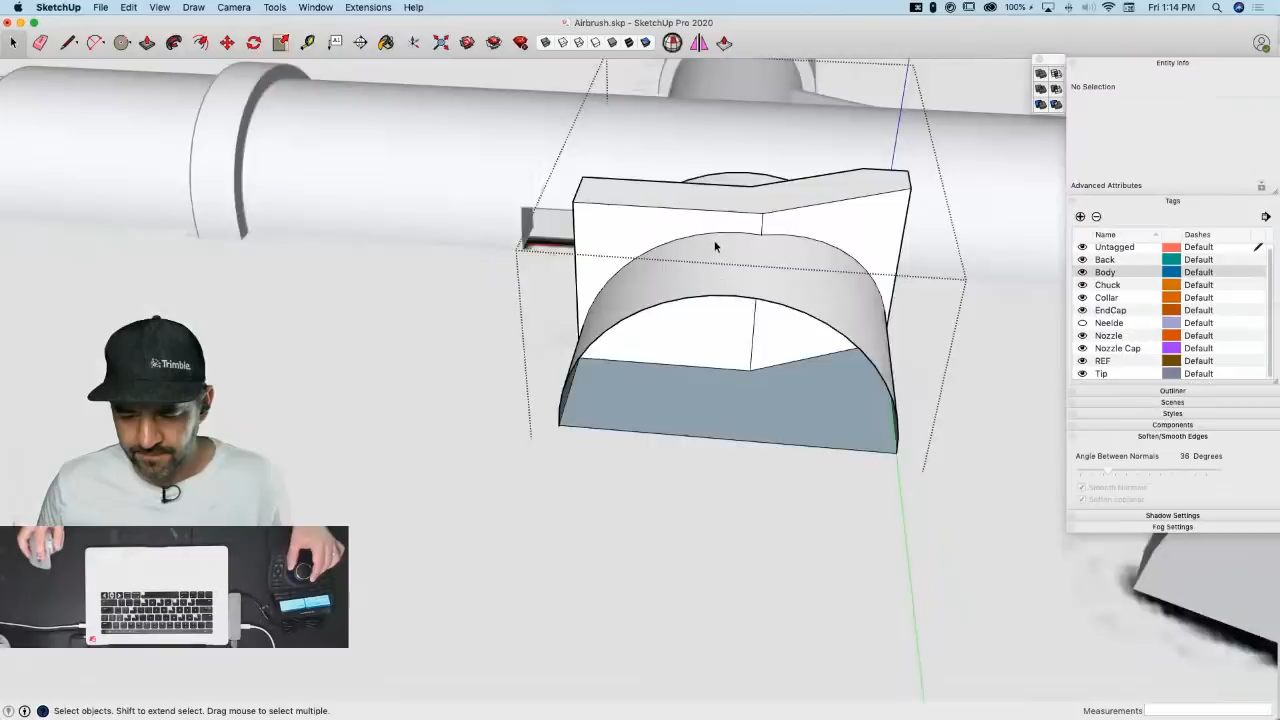 SketchUp File Edit View Draw Camera Tools Window Extensions Help 100% Fri 1:14 PM
Airbrush.skp - SketchUp Pro 2020
Entity Info
No Selection
Advanced Attributes
Tags
Name Dashes
Untagged Default
Back Default
Body Default
Chuck Default
Collar Default
EndCap Default
Neelde Default
Nozzle Default
Nozzle Cap Default
REF Default
Tip Default
Outliner
Scenes
Styles
Components
Soften/Smooth Edges
Angle Between Normals 36 Degrees
Smooth Normals
Soften coplanar
Shadow Settings
Fog Settings
Trimble.
Select objects. Shift to extend select. Drag mouse to select multiple.
Measurements